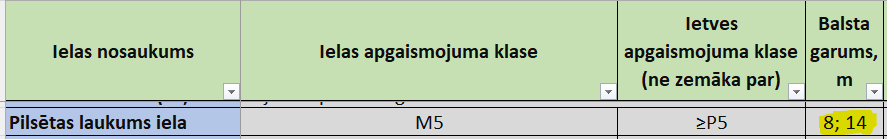 Ielas nosaukums
Ielas apgaismojuma klase
Ietves
apgaismojuma klase
(ne zemāka par)
Balsta
garums,
m
Pilsētas laukums iela
M5
≥P5
8; 14